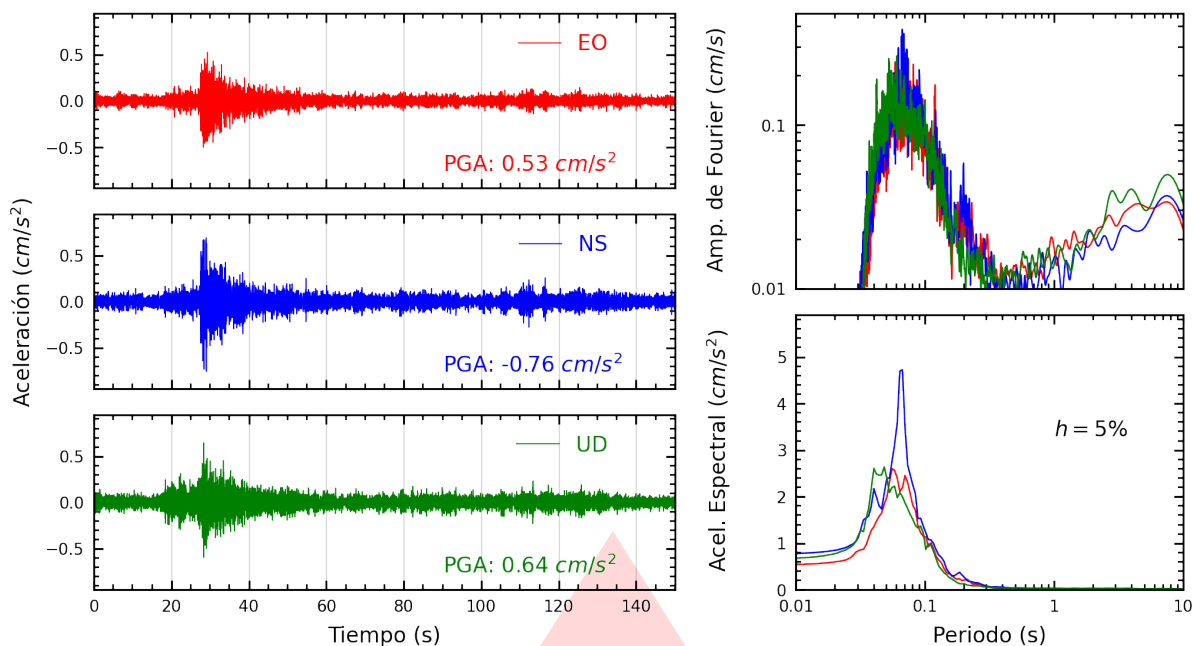 Aceleración (cm/s²)
0.5
0.0
−0.5
EO
PGA: 0.53 cm/s²
0.5
0.0
−0.5
NS
PGA: -0.76 cm/s²
0.5
0.0
−0.5
UD
PGA: 0.64 cm/s²
0 20 40 60 80 100 120 140
Tiempo (s)
Amp. de Fourier (cm/s)
0.1
0.01
Acel. Espectral (cm/s²)
5
4
3
2
1
0
h = 5%
0.01 0.1 1 10
Periodo (s)